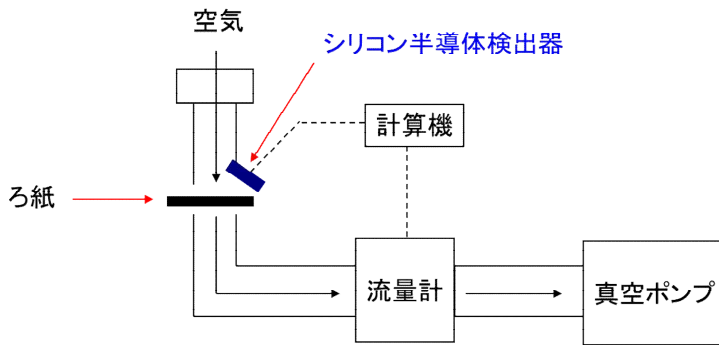 空気
シリコン半導体検出器
計算機
ろ紙
流量計
真空ポンプ